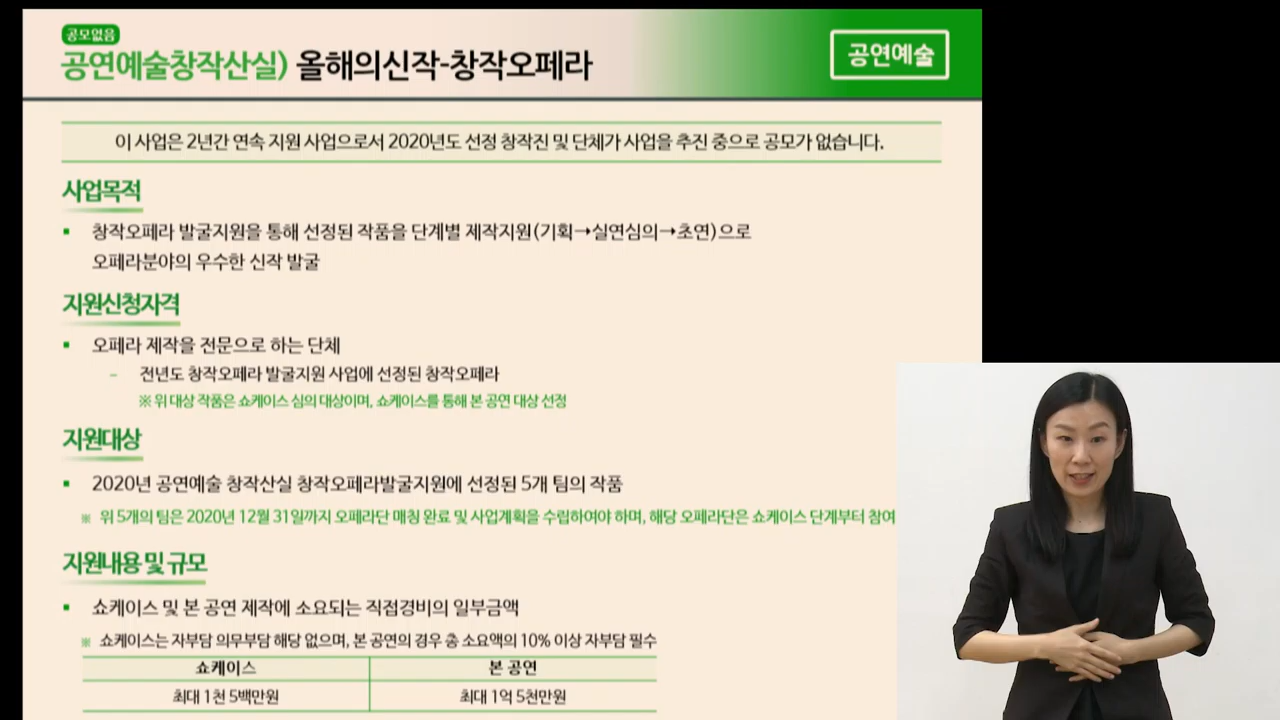 공모없음
공연예술창작산실) 올해의신작-창작오페라
공연예술
이 사업은 2년간 연속 지원 사업으로서 2020년도 선정 창작진 및 단체가 사업을 추진 중으로 공모가 없습니다.
사업목적
▪ 창작오페라 발굴지원을 통해 선정된 작품을 단계별 제작지원(기획→실연심의→초연)으로
오페라분야의 우수한 신작 발굴
지원신청자격
▪ 오페라 제작을 전문으로 하는 단체
– 전년도 창작오페라 발굴지원 사업에 선정된 창작오페라
※ 위 대상 작품은 쇼케이스 심의 대상이며, 쇼케이스를 통해 본 공연 대상 선정
지원대상
▪ 2020년 공연예술 창작산실 창작오페라발굴지원에 선정된 5개 팀의 작품
※ 위 5개의 팀은 2020년 12월 31일까지 오페라단 매칭 완료 및 사업계획을 수립하여야 하며, 해당 오페라단은 쇼케이스 단계부터 참여
지원내용 및 규모
▪ 쇼케이스 및 본 공연 제작에 소요되는 직접경비의 일부금액
※ 쇼케이스는 자부담 의무부담 해당 없으며, 본 공연의 경우 총 소요액의 10% 이상 자부담 필수
쇼케이스 본 공연
최대 1천 5백만원 최대 1억 5천만원